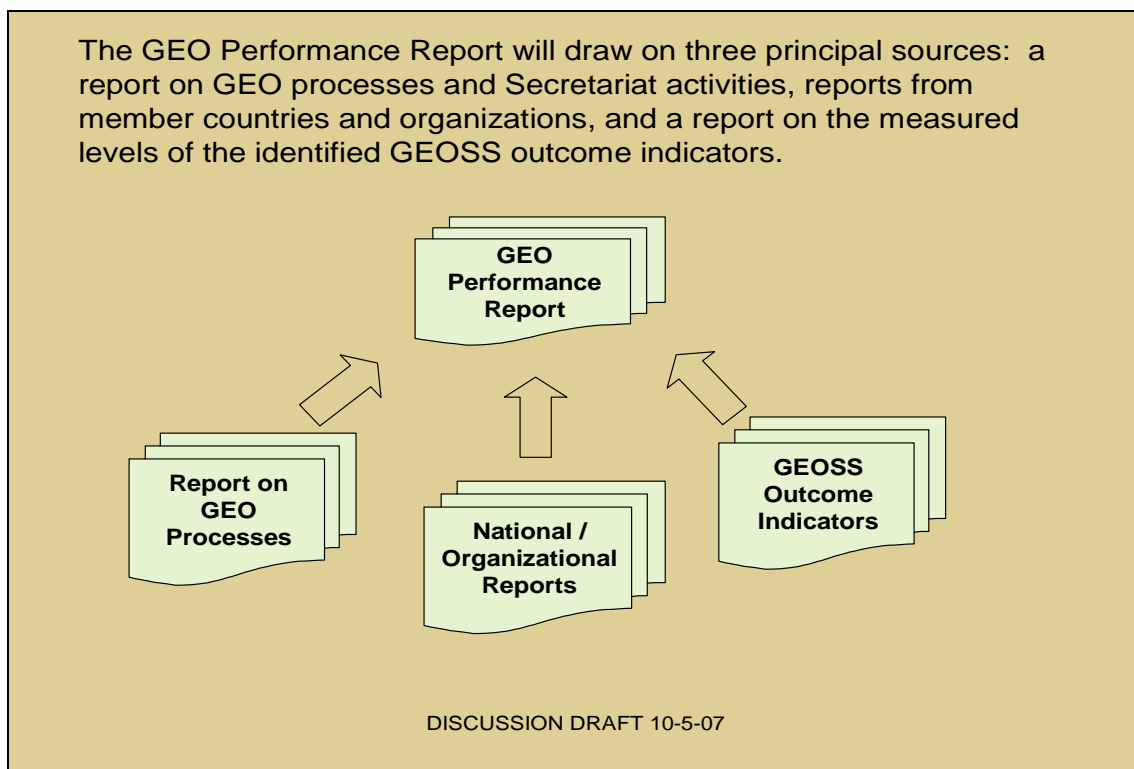 The GEO Performance Report will draw on three principal sources:  a
report on GEO processes and Secretariat activities, reports from
member countries and organizations, and a report on the measured
levels of the identified GEOSS outcome indicators.
GEO
Performance
Report
Report on
GEO
Processes
National /
Organizational
Reports
GEOSS
Outcome
Indicators
DISCUSSION DRAFT 10-5-07